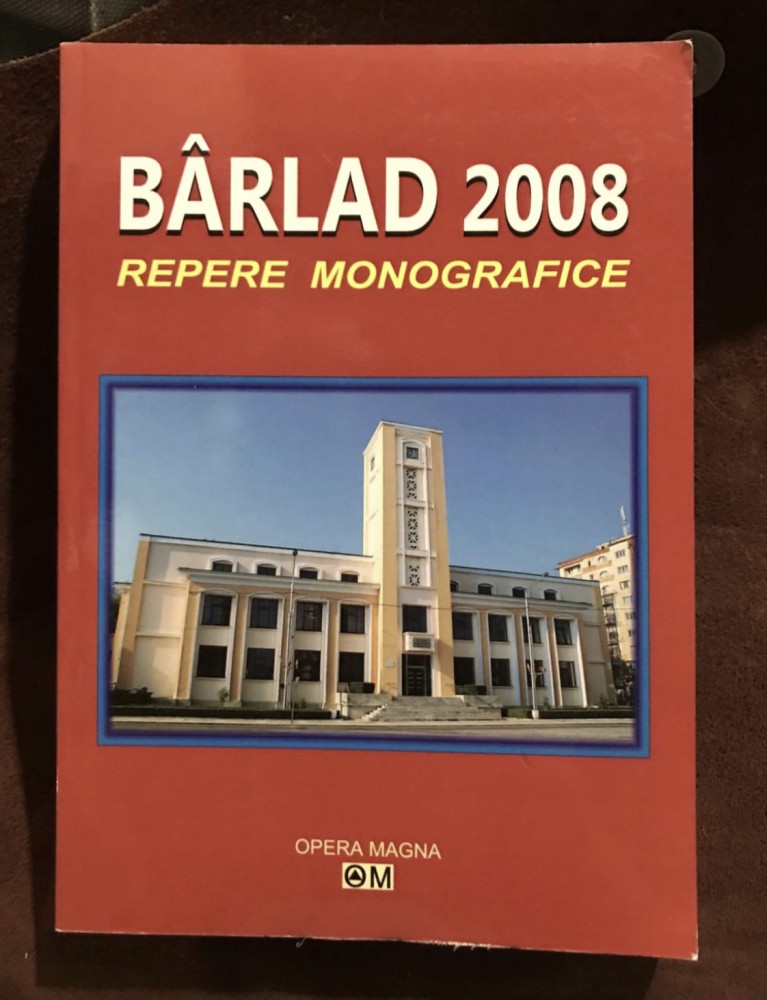 BÂRLAD 2008
REPERE MONOGRAFICE
OPERA MAGNA
OM